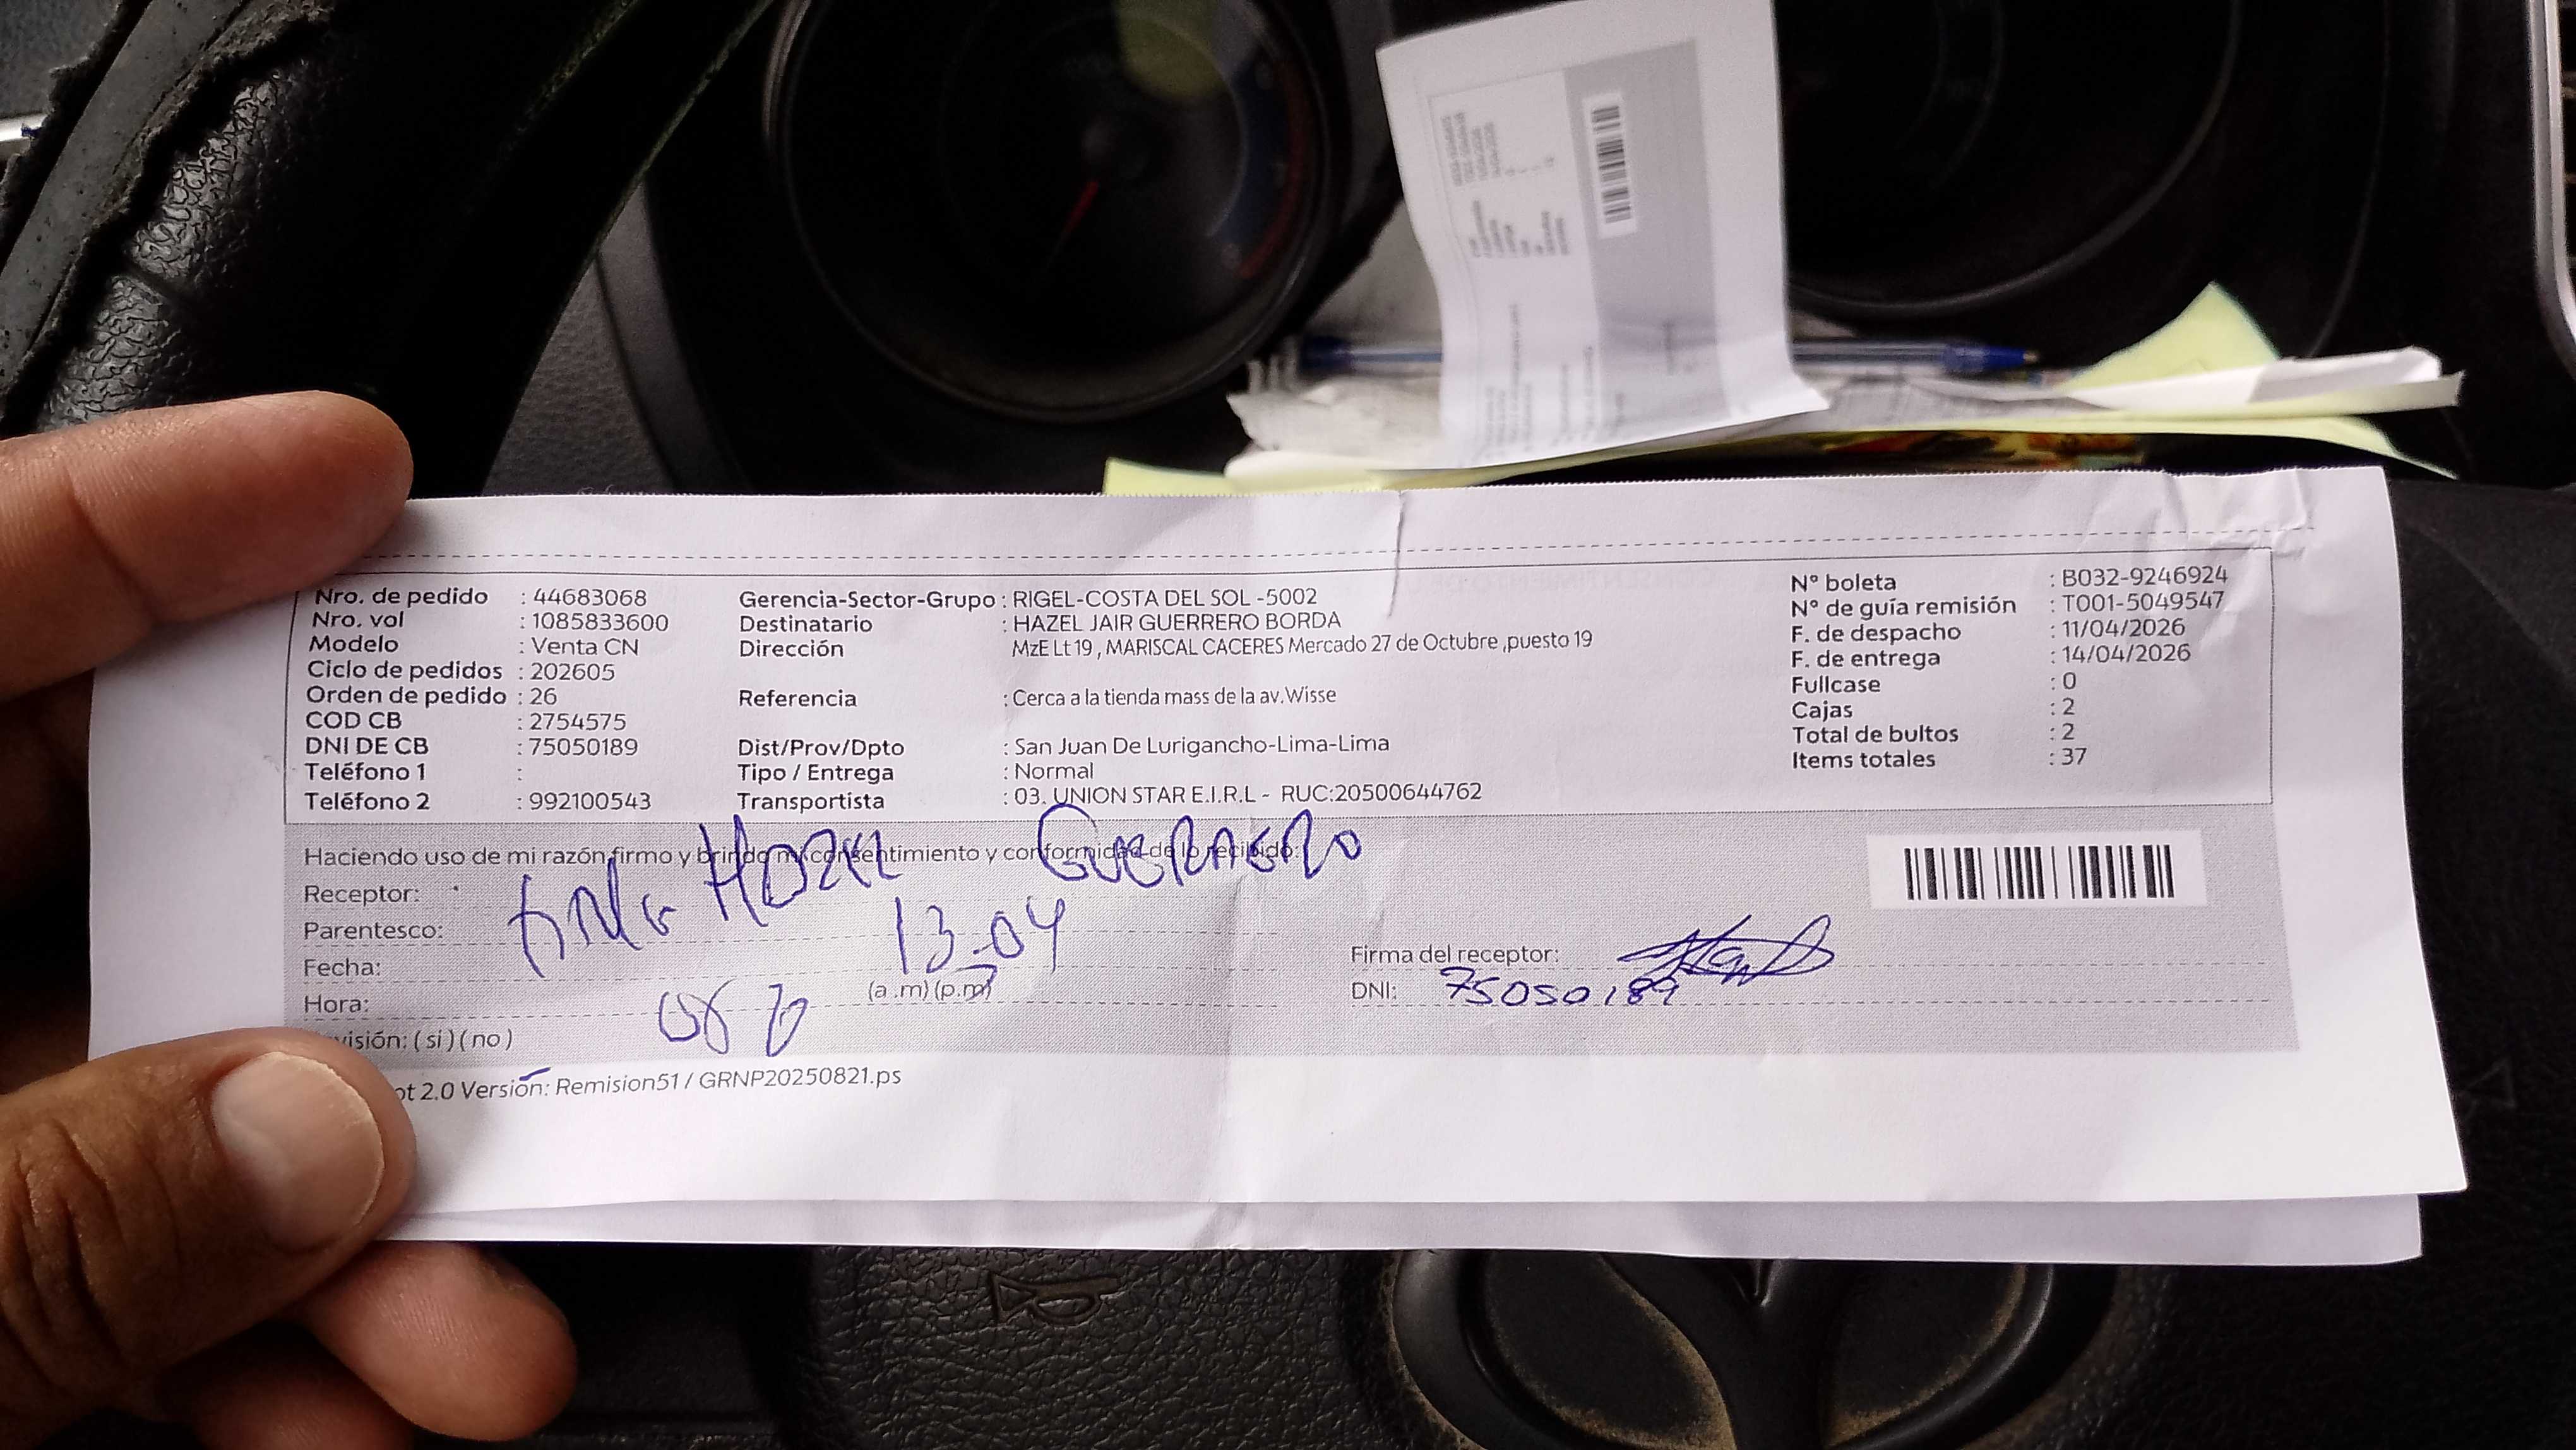 Nro. de pedido : 44683068
Nro. vol : 1085833600
Modelo : Venta CN
Ciclo de pedidos : 202605
Orden de pedido : 26
COD CB : 2754575
DNI DE CB : 75050189
Teléfono 1 :
Teléfono 2 : 992100543
Gerencia-Sector-Grupo : RIGEL-COSTA DEL SOL -5002
Destinatario : HAZEL JAIR GUERRERO BORDA
Dirección MzE Lt 19 , MARISCAL CACERES Mercado 27 de Octubre ,puesto 19
Referencia : Cerca a la tienda mass de la av.Wisse
Dist/Prov/Dpto : San Juan De Lurigancho-Lima-Lima
Tipo / Entrega : Normal
Transportista : 03. UNION STAR E.I.R.L - RUC:20500644762
N° boleta : B032-9246924
N° de guía remisión : T001-5049547
F. de despacho : 11/04/2026
F. de entrega : 14/04/2026
Fullcase : 0
Cajas : 2
Total de bultos : 2
Items totales : 37
Haciendo uso de mi razón,firmo y brindo mi consentimiento y conformidad de lo recibido:
Receptor:
Parentesco:
Fecha: 13-04
Hora: (a.m) (p.m)
visión: ( si ) ( no )
Firma del receptor:
DNI: 75050189
ot 2.0 Versión: Remision51 / GRNP20250821.ps